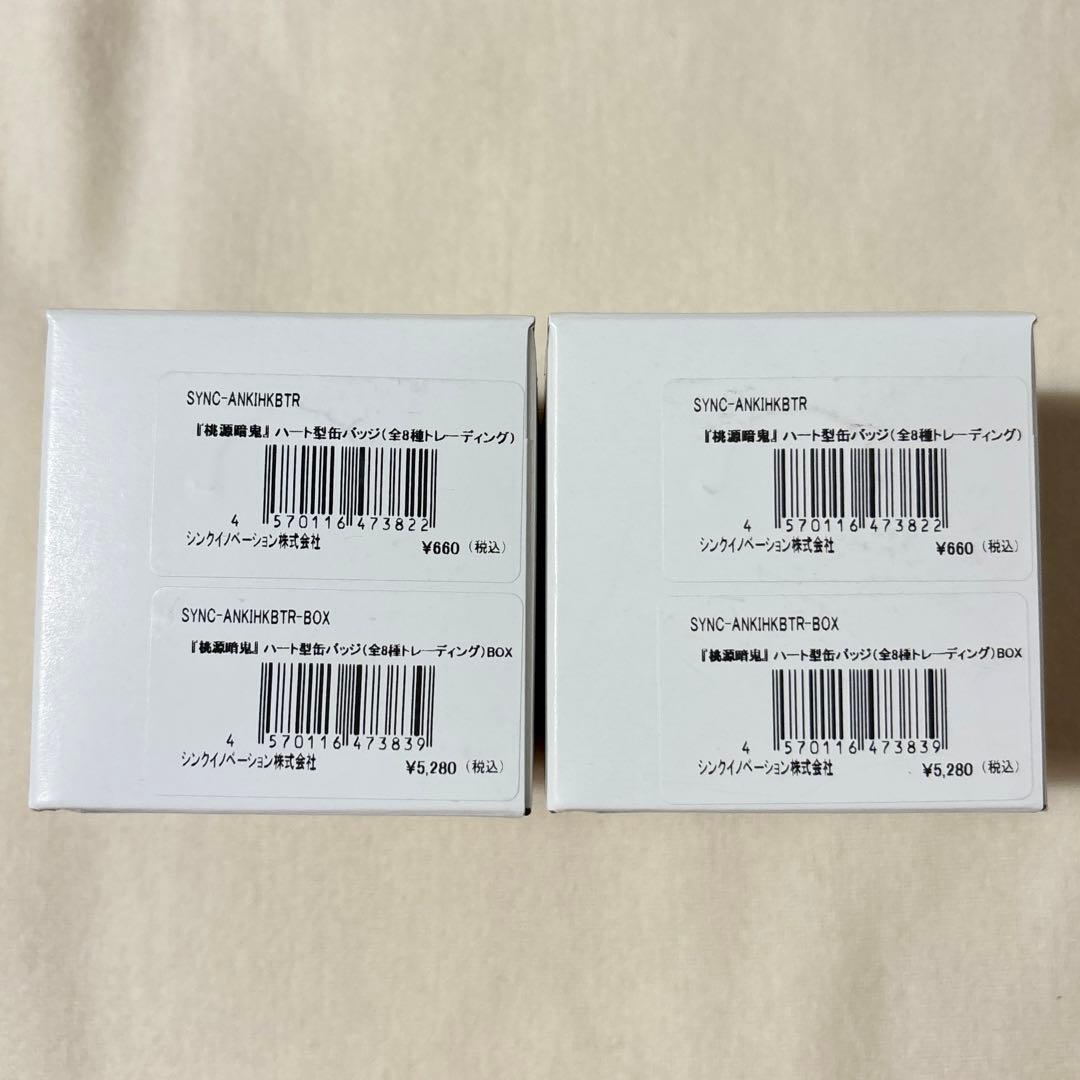 SYNC-ANKIHKBTR
『桃源暗鬼』ハート型缶バッジ(全8種トレーディング)
4 570116 473822
シンクイノベーション株式会社
¥660 (税込)
SYNC-ANKIHKBTR-BOX
『桃源暗鬼』ハート型缶バッジ(全8種トレーディング)BOX
4 570116 473839
シンクイノベーション株式会社
¥5,280 (税込)
SYNC-ANKIHKBTR
『桃源暗鬼』ハート型缶バッジ(全8種トレーディング)
4 570116 473822
シンクイノベーション株式会社
¥660 (税込)
SYNC-ANKIHKBTR-BOX
『桃源暗鬼』ハート型缶バッジ(全8種トレーディング)BOX
4 570116 473839
シンクイノベーション株式会社
¥5,280 (税込)